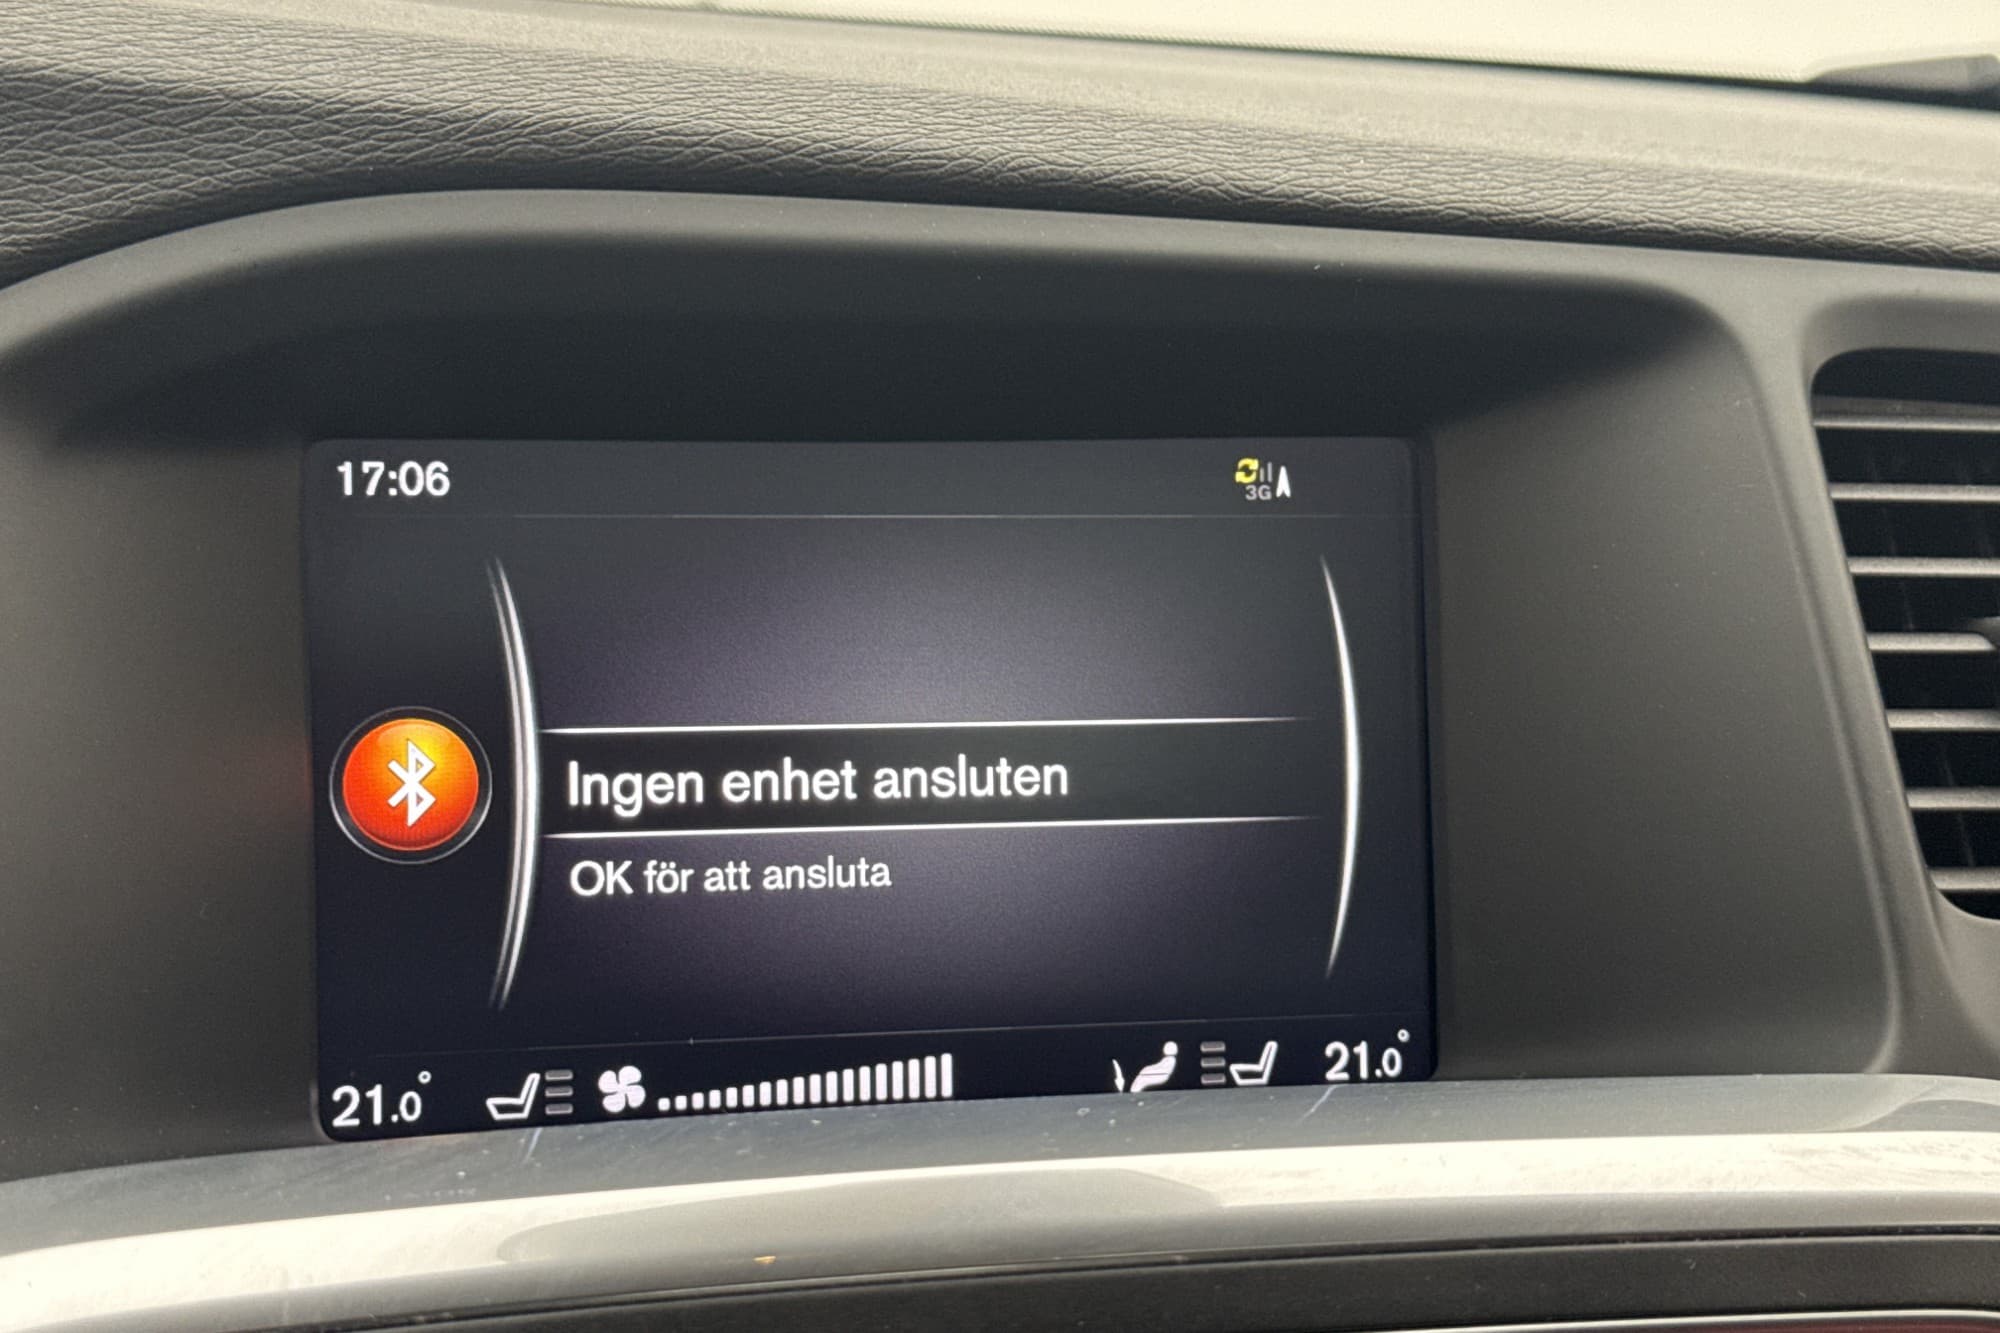 17:06
3G
Ingen enhet ansluten
OK för att ansluta
21.0° 21.0°